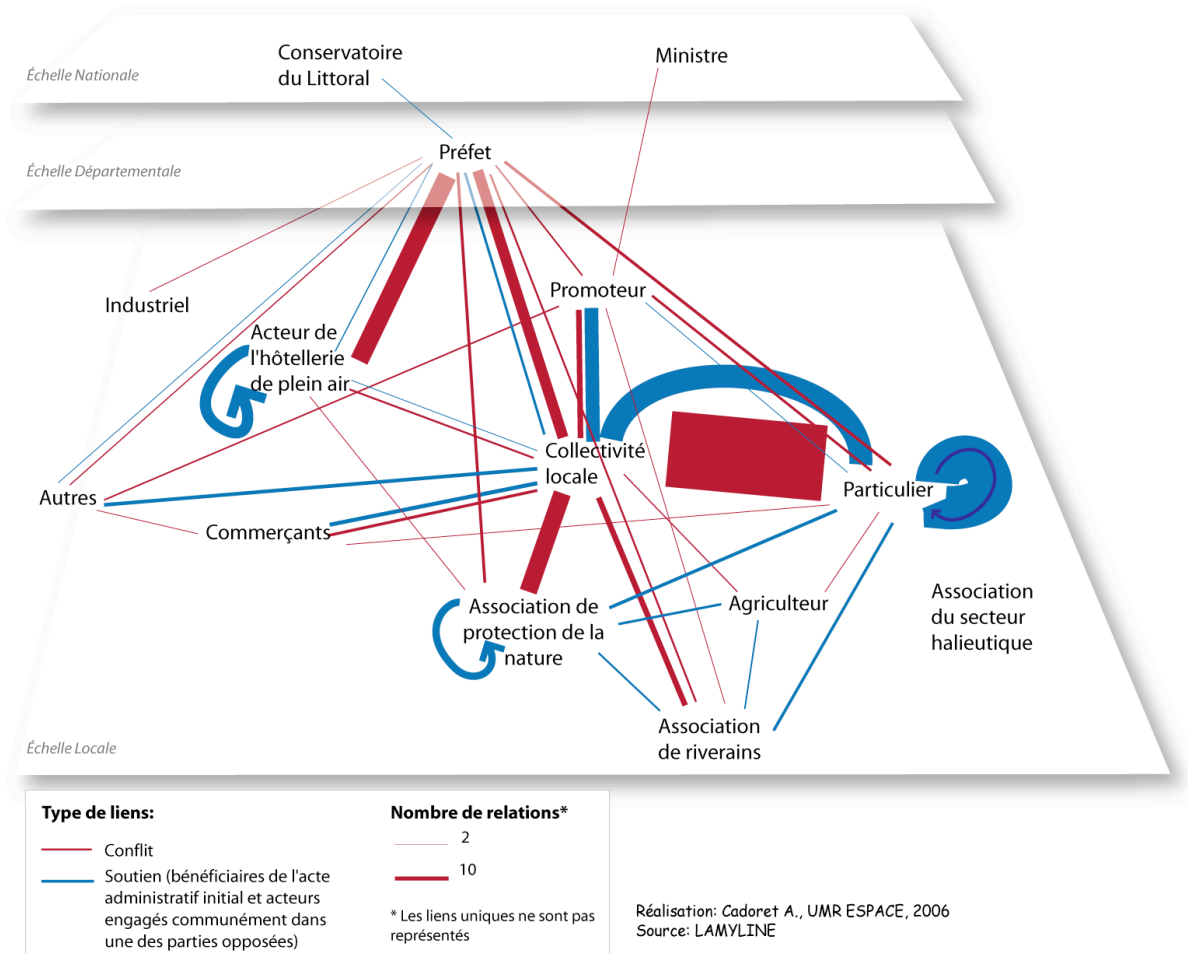 Conservatoire
du Littoral
Ministre
Échelle Nationale
Préfet
Échelle Départementale
Industriel
Promoteur
Acteur de
l'hôtellerie
de plein air
Collectivité
locale
Autres
Particulier
Commerçants
Association
du secteur
halieutique
Association de
protection de la
nature
Agriculteur
Association
de riverains
Échelle Locale
Type de liens:
Conflit
Soutien (bénéficiaires de l'acte
administratif initial et acteurs
engagés communément dans
une des parties opposées)
Nombre de relations*
2
10
* Les liens uniques ne sont pas
représentés
Réalisation: Cadoret A., UMR ESPACE, 2006
Source: LAMYLINE